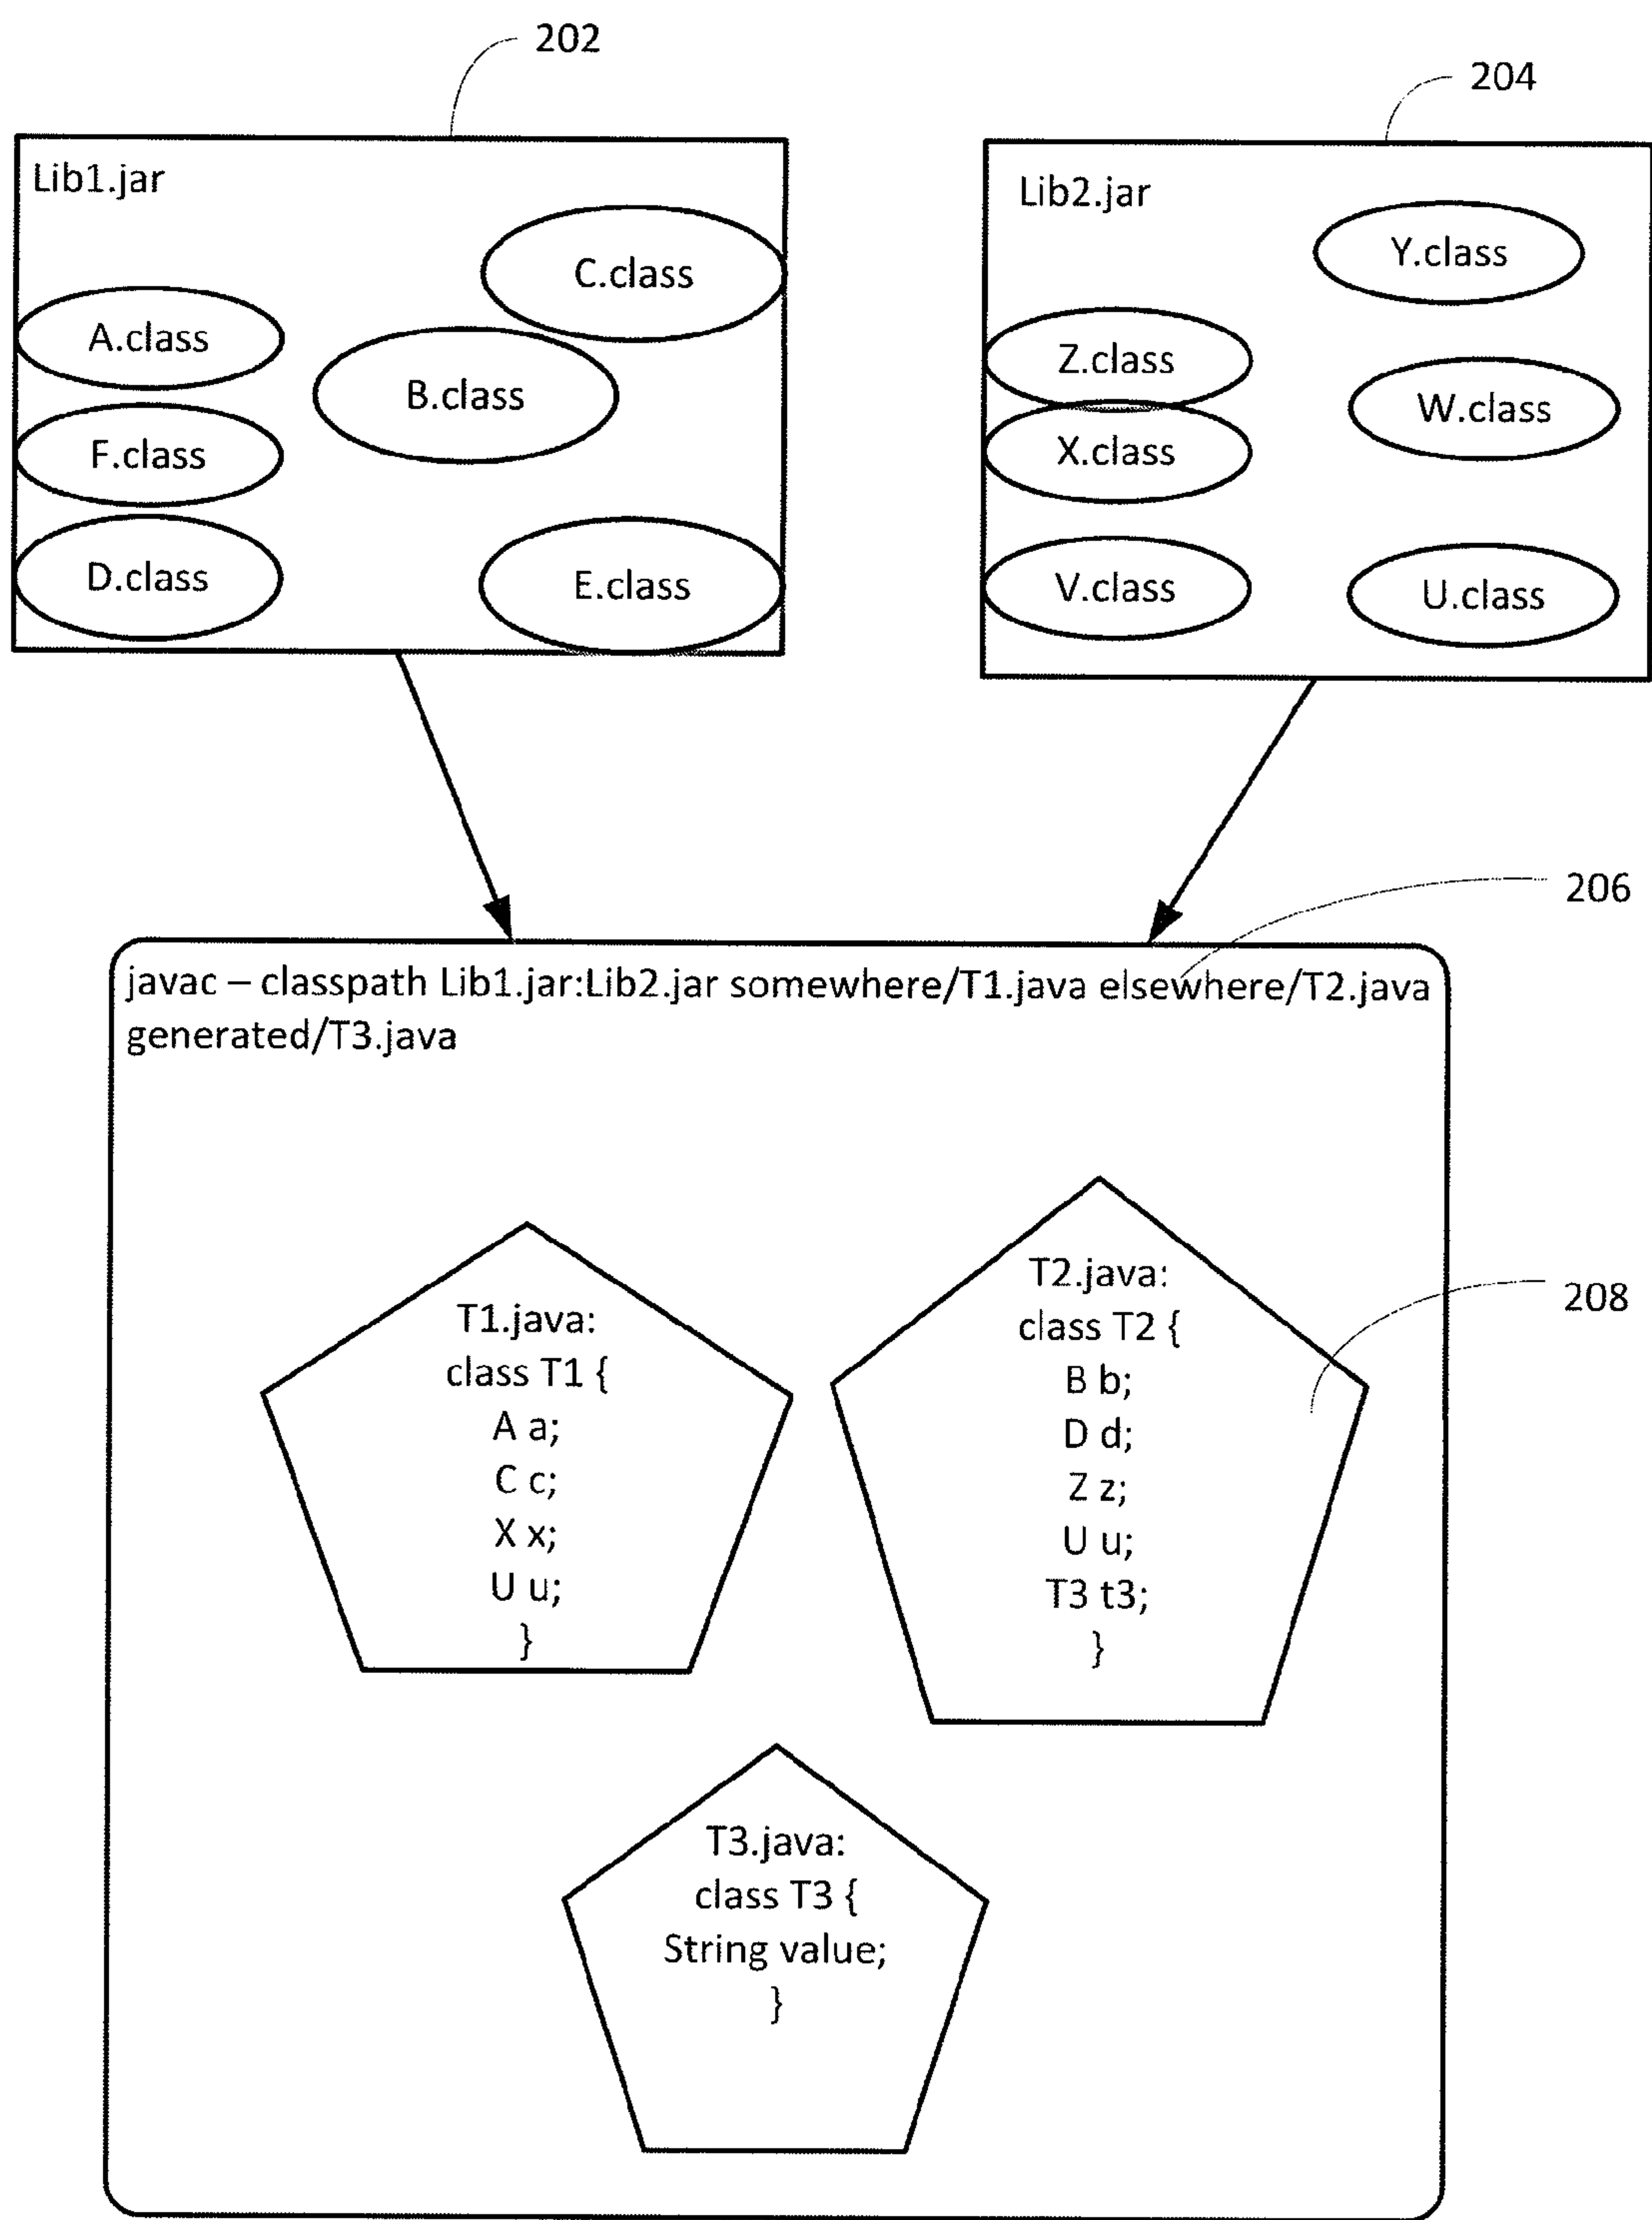 202
204
Lib1.jar
C.class
A.class
B.class
F.class
D.class
E.class
Lib2.jar
Y.class
Z.class
W.class
X.class
V.class
U.class
206
javac – classpath Lib1.jar:Lib2.jar somewhere/T1.java elsewhere/T2.java
generated/T3.java
T1.java:
class T1 {
A a;
C c;
X x;
U u;
}
T2.java:
class T2 {
B b;
D d;
Z z;
U u;
T3 t3;
}
208
T3.java:
class T3 {
String value;
}